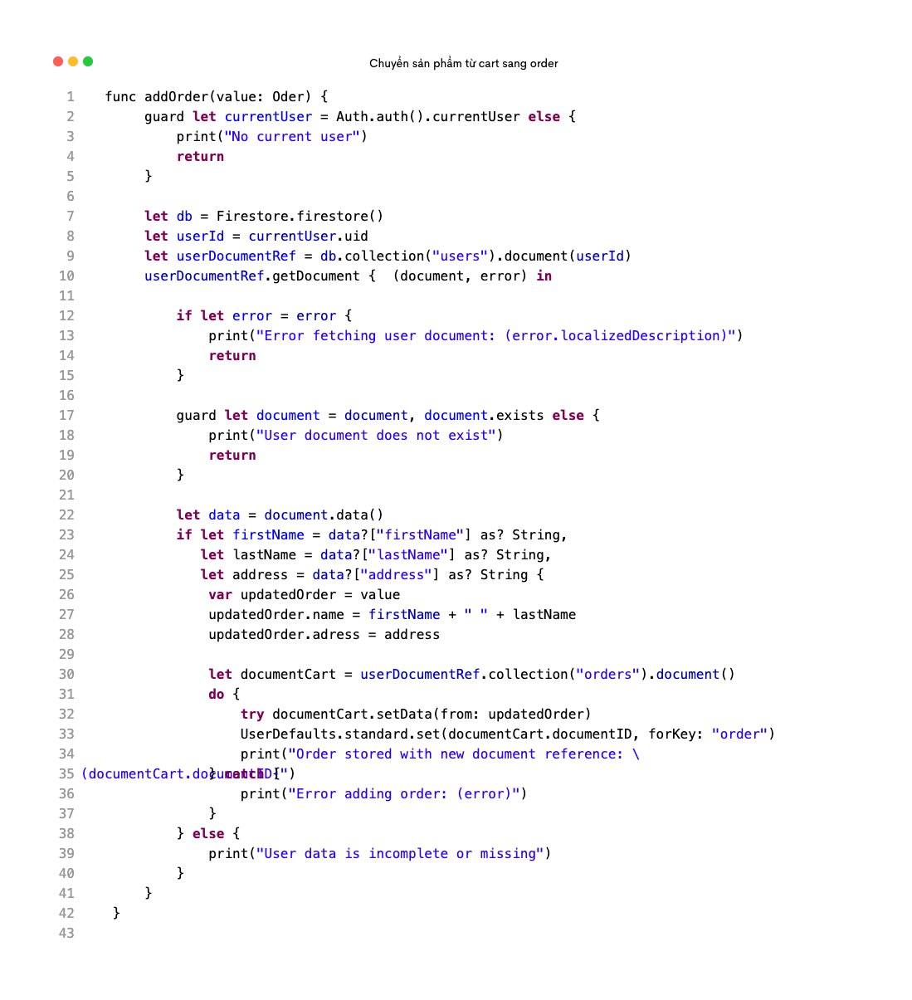 Chuyển sản phẩm từ cart sang order
1 func addOrder(value: Oder) {
2 guard let currentUser = Auth.auth().currentUser else {
3 print("No current user")
4 return
5 }
6
7 let db = Firestore.firestore()
8 let userId = currentUser.uid
9 let userDocumentRef = db.collection("users").document(userId)
10 userDocumentRef.getDocument {  (document, error) in
11
12 if let error = error {
13 print("Error fetching user document: (error.localizedDescription)")
14 return
15 }
16
17 guard let document = document, document.exists else {
18 print("User document does not exist")
19 return
20 }
21
22 let data = document.data()
23 if let firstName = data?["firstName"] as? String,
24 let lastName = data?["lastName"] as? String,
25 let address = data?["address"] as? String {
26 var updatedOrder = value
27 updatedOrder.name = firstName + " " + lastName
28 updatedOrder.adress = address
29
30 let documentCart = userDocumentRef.collection("orders").document()
31 do {
32 try documentCart.setData(from: updatedOrder)
33 UserDefaults.standard.set(documentCart.documentID, forKey: "order")
34 print("Order stored with new document reference: \
35 (documentCart.documentID)")
} catch {
36 print("Error adding order: (error)")
37 }
38 } else {
39 print("User data is incomplete or missing")
40 }
41 }
42 }
43